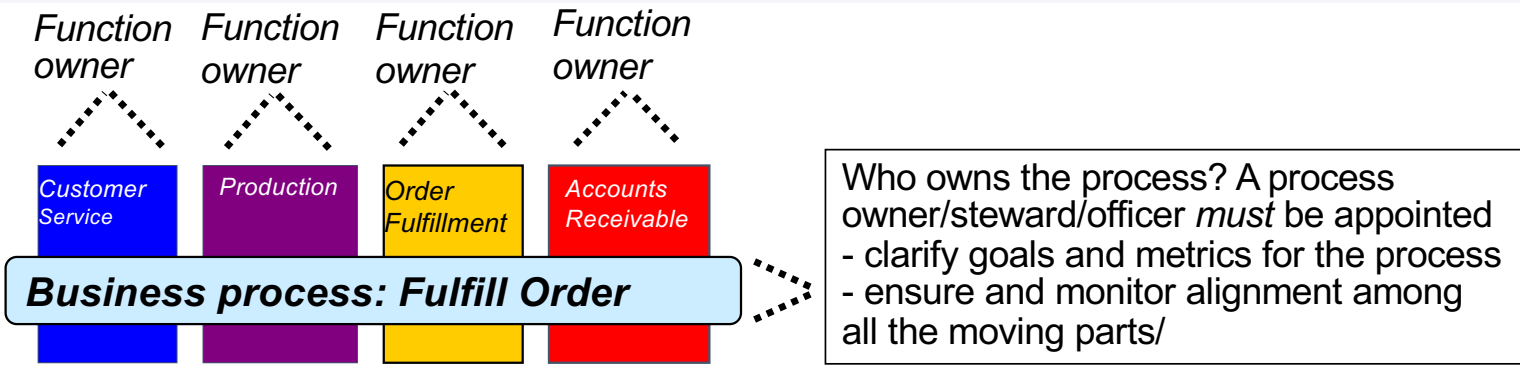 Function
owner
Function
owner
Function
owner
Function
owner
Customer
Service
Production
Order
Fulfillment
Accounts
Receivable
Business process: Fulfill Order
Who owns the process? A process
owner/steward/officer must be appointed
- clarify goals and metrics for the process
- ensure and monitor alignment among
all the moving parts/